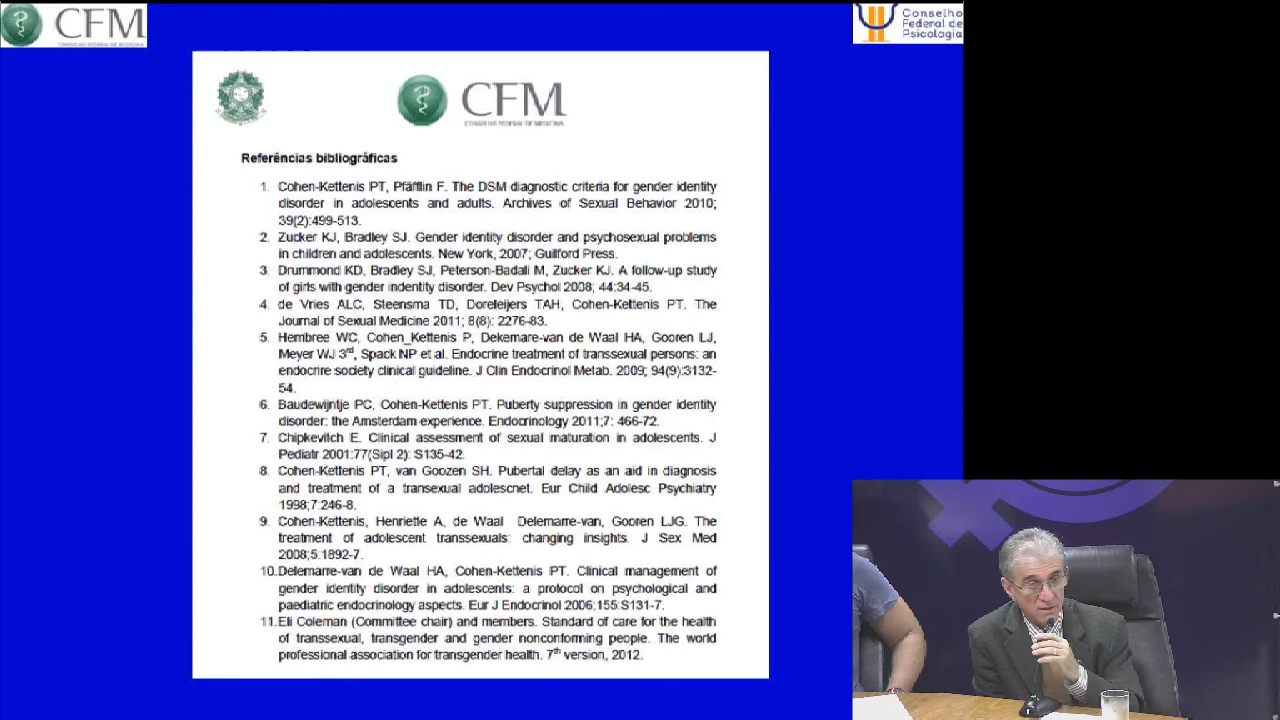 CFM
CONSELHO FEDERAL DE MEDICINA
Conselho
Federal de
Psicologia
CFM
CONSELHO FEDERAL DE MEDICINA
Referências bibliográficas
1. Cohen-Kettenis PT, Pfäfflin F. The DSM diagnostic criteria for gender identity
disorder in adolescents and adults. Archives of Sexual Behavior 2010;
39(2):499-513.
2. Zucker KJ, Bradley SJ. Gender identity disorder and psychosexual problems
in children and adolescents. New York, 2007; Guilford Press.
3. Drummond KD, Bradley SJ, Peterson-Badali M, Zucker KJ. A follow-up study
of girls with gender indentity disorder. Dev Psychol 2008; 44:34-45.
4. de Vries ALC, Steensma TD, Doreleijers TAH, Cohen-Kettenis PT. The
Journal of Sexual Medicine 2011; 8(8): 2276-83.
5. Hembree WC, Cohen_Kettenis P, Dekemare-van de Waal HA, Gooren LJ,
Meyer WJ 3rd, Spack NP et al. Endocrine treatment of transsexual persons: an
endocrire society clinical guideline. J Clin Endocrinol Metab. 2009; 94(9):3132-
54.
6. Baudewijntje PC, Cohen-Kettenis PT. Puberty suppression in gender identity
disorder: the Amsterdam experience. Endocrinology 2011;7: 466-72.
7. Chipkevitch E. Clinical assessment of sexual maturation in adolescents. J
Pediatr 2001:77(Sipl 2): S135-42.
8. Cohen-Kettenis PT, van Goozen SH. Pubertal delay as an aid in diagnosis
and treatment of a transexual adolescnet. Eur Child Adolesc Psychiatry
1998;7:246-8.
9. Cohen-Kettenis, Henriette A, de Waal Delemarre-van, Gooren LJG. The
treatment of adolescent transsexuals: changing insights. J Sex Med
2008;5:1892-7.
10. Delemarre-van de Waal HA, Cohen-Kettenis PT. Clinical management of
gender identity disorder in adolescents: a protocol on psychological and
paediatric endocrinology aspects. Eur J Endocrinol 2006;155:S131-7.
11. Eli Coleman (Committee chair) and members. Standard of care for the health
of transsexual, transgender and gender nonconforming people. The world
professional association for transgender health. 7th version, 2012.